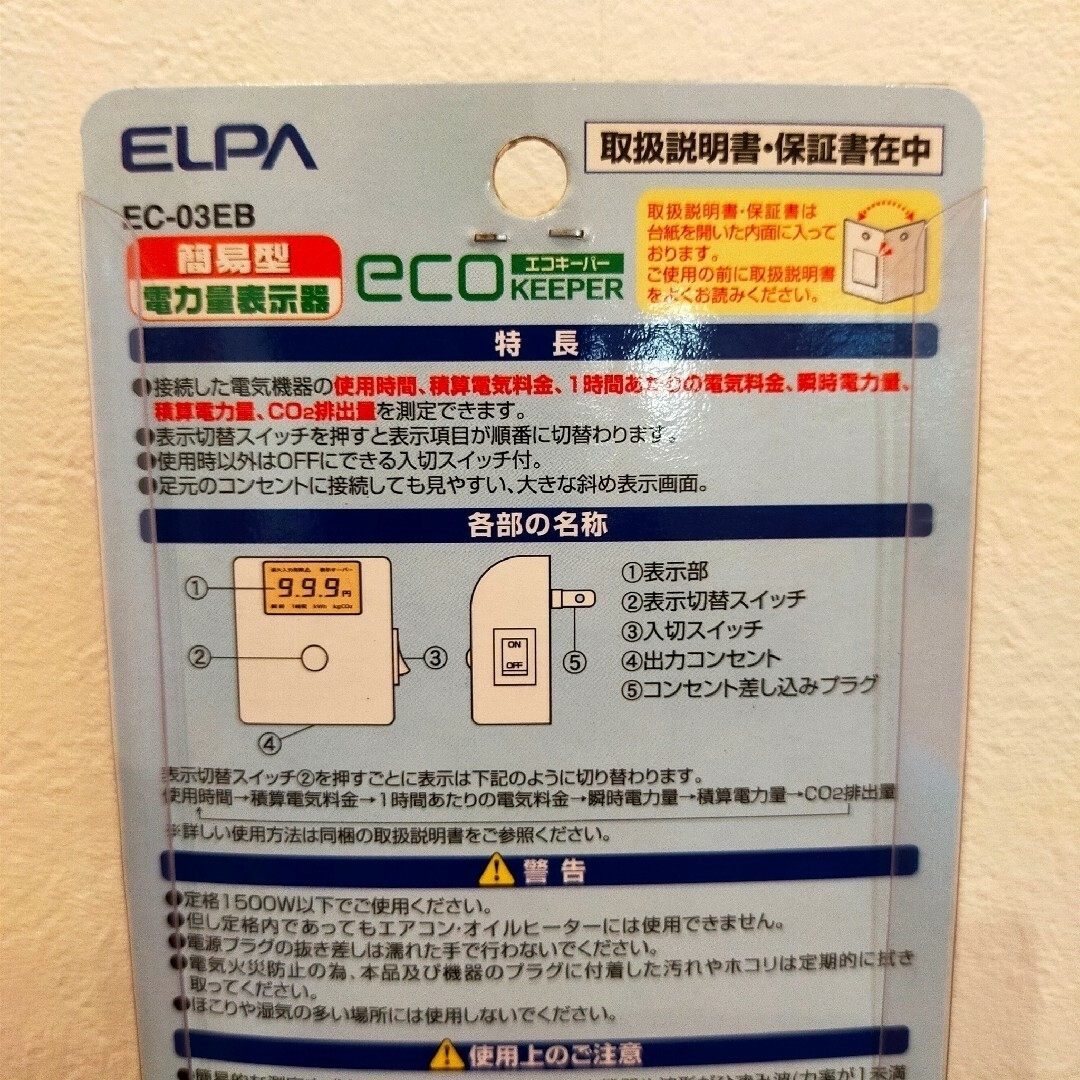 ELPA
取扱説明書・保証書在中
EC-03EB
簡易型
電力量表示器
eco
エコキーパー
KEEPER
取扱説明書・保証書は
台紙を開いた内面に入って
おります。
ご使用の前に取扱説明書
をよくお読みください。
特 長
●接続した電気機器の使用時間、積算電気料金、1時間あたりの電気料金、瞬時電力量、
積算電力量、CO2排出量を測定できます。
●表示切替スイッチを押すと表示項目が順番に切替わります。
●使用時以外はOFFにできる入切スイッチ付。
●足元のコンセントに接続しても見やすい、大きな斜め表示画面。
各部の名称
①
999円
瞬時 1時間 kWh kgCO2
②
③
④
ON
OFF
⑤
①表示部
②表示切替スイッチ
③入切スイッチ
④出力コンセント
⑤コンセント差し込みプラグ
表示切替スイッチ②を押すごとに表示は下記のように切り替わります。
使用時間→積算電気料金→1時間あたりの電気料金→瞬時電力量→積算電力量→CO2排出量
※詳しい使用方法は同梱の取扱説明書をご参照ください。
警 告
●定格1500W以下でご使用ください。
●但し定格内であってもエアコン・オイルヒーターには使用できません。
●電源プラグの抜き差しは濡れた手で行わないでください。
●電気火災防止の為、本品及び機器のプラグに付着した汚れやホコリは定期的に拭き
取ってください。
●ほこりや湿気の多い場所には使用しないでください。
使用上のご注意